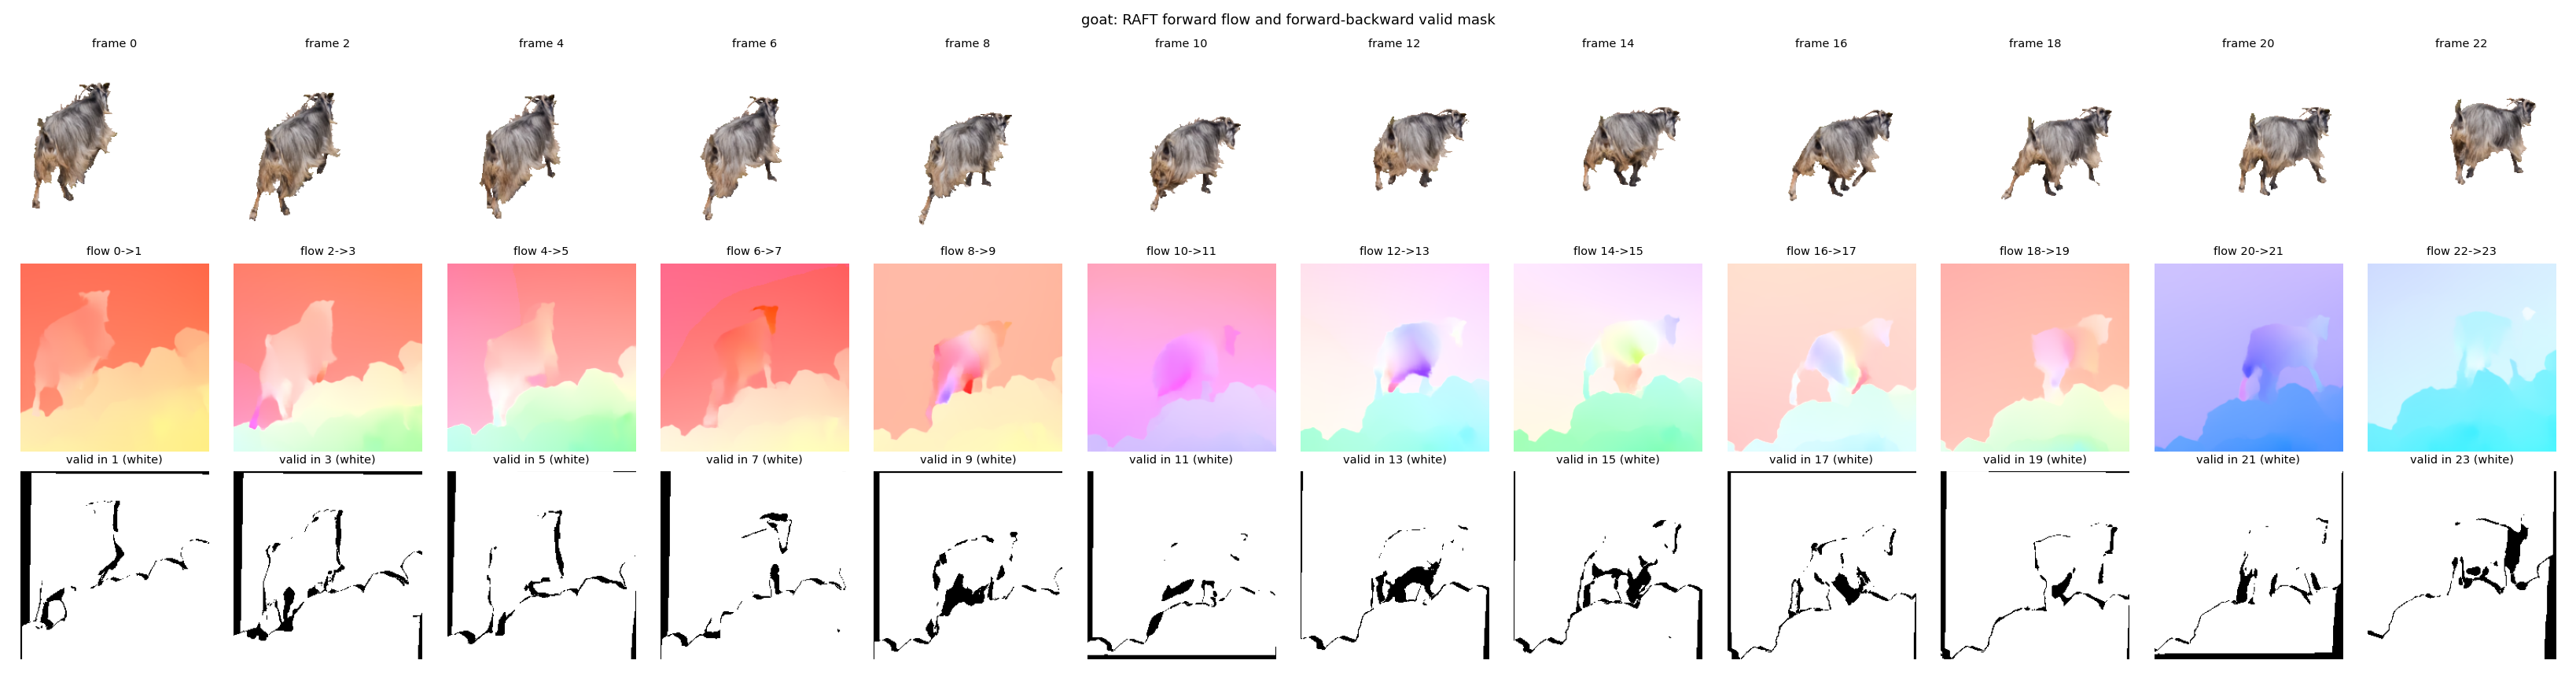 goat: RAFT forward flow and forward-backward valid mask
frame 0 frame 2 frame 4 frame 6 frame 8 frame 10 frame 12 frame 14 frame 16 frame 18 frame 20 frame 22
flow 0->1 flow 2->3 flow 4->5 flow 6->7 flow 8->9 flow 10->11 flow 12->13 flow 14->15 flow 16->17 flow 18->19 flow 20->21 flow 22->23
valid in 1 (white) valid in 3 (white) valid in 5 (white) valid in 7 (white) valid in 9 (white) valid in 11 (white) valid in 13 (white) valid in 15 (white) valid in 17 (white) valid in 19 (white) valid in 21 (white) valid in 23 (white)